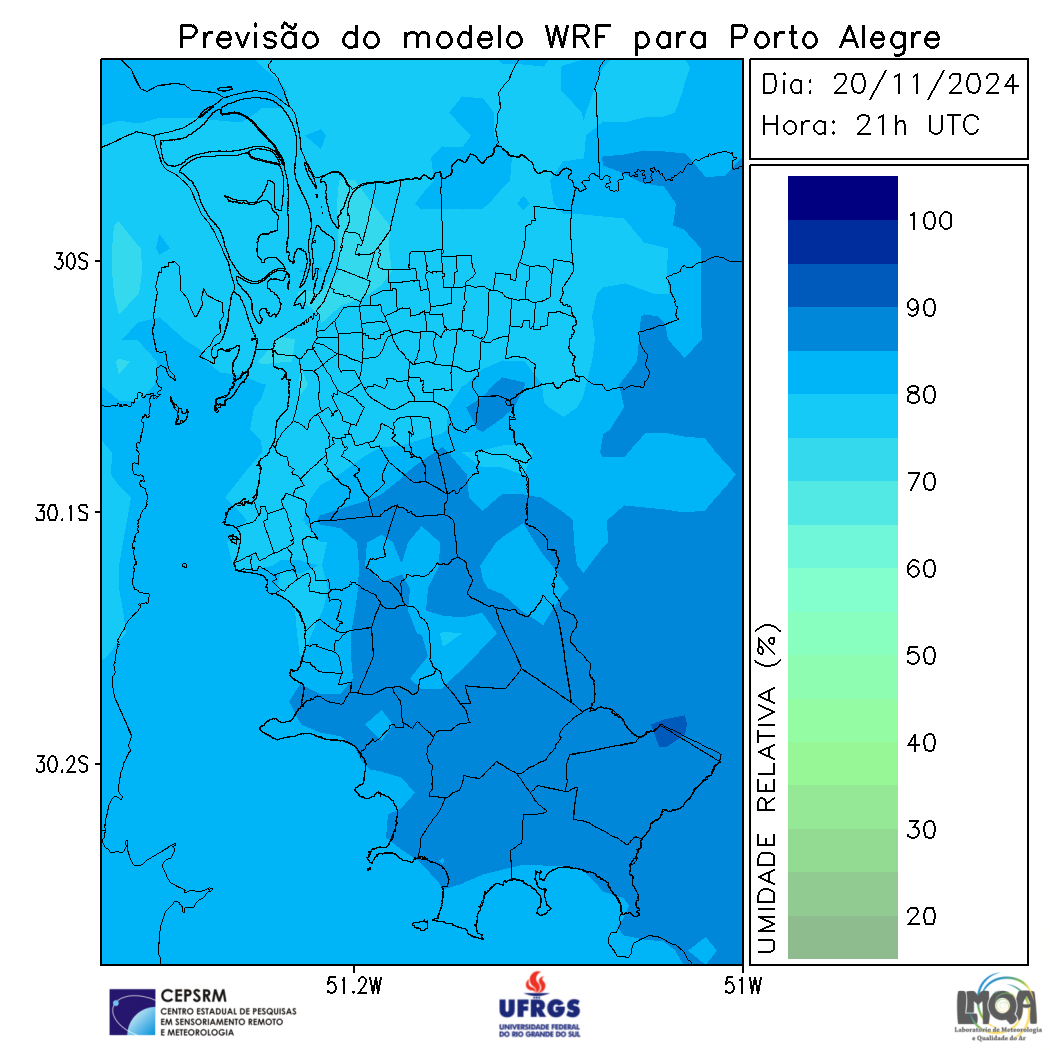 Previsão do modelo WRF para Porto Alegre
Dia: 20/11/2024
Hora: 21h UTC
30S
30.1S
30.2S
51.2W
51W
100
90
80
70
60
50
40
30
20
UMIDADE RELATIVA (%)
CEPSRM
CENTRO ESTADUAL DE PESQUISAS
EM SENSORIAMENTO REMOTO
E METEOROLOGIA
UFRGS
UNIVERSIDADE FEDERAL
DO RIO GRANDE DO SUL
LMQA
Laboratório de Meteorologia
e Qualidade do Ar